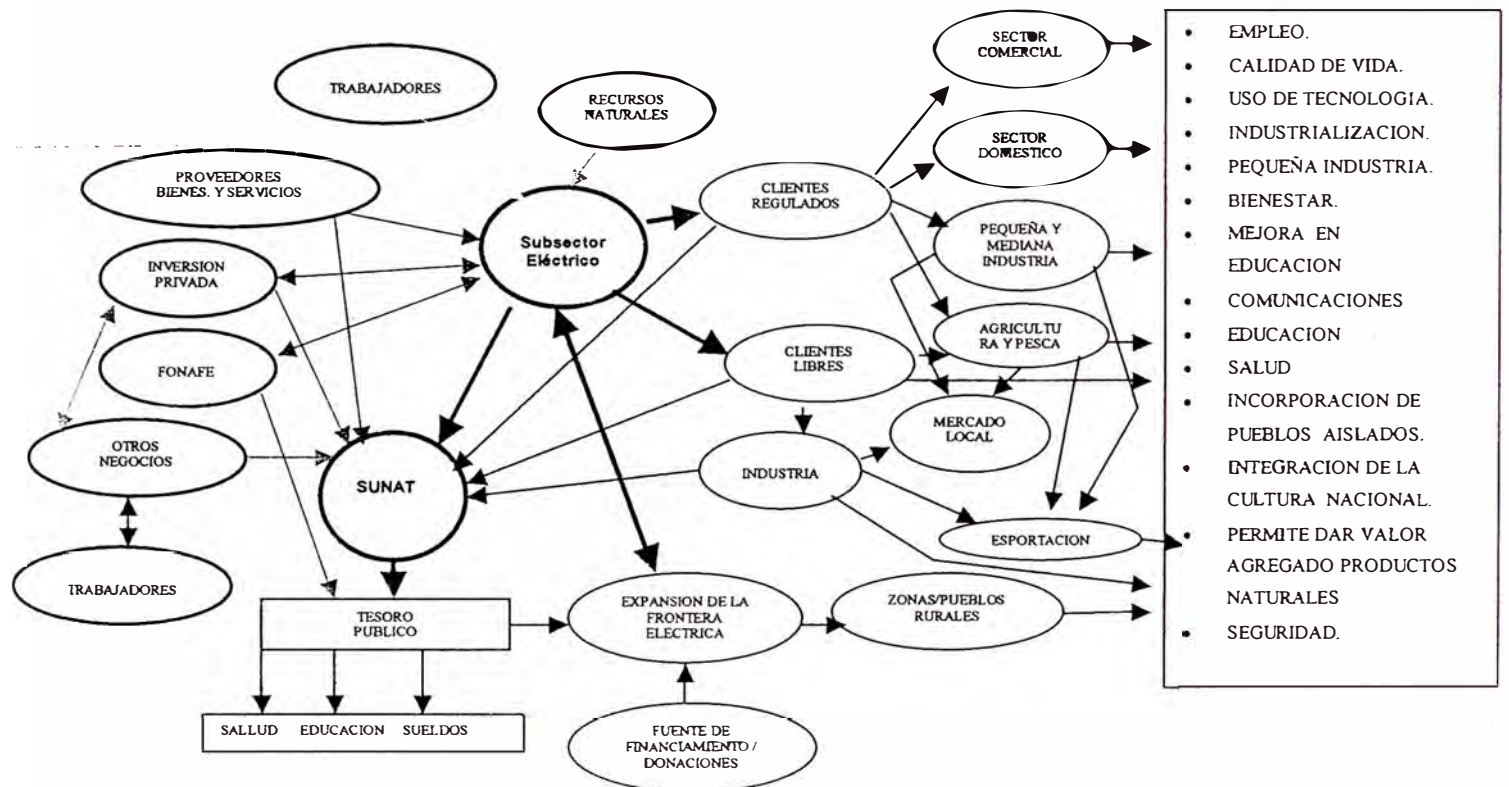 TRABAJADORES
RECURSOS
NATURALES
SECTOR
COMERCIAL
SECTOR
DOMESTICO
PROVEEDORES
BIENES. Y SERVICIOS
CLIENTES
REGULADOS
Subsector
Eléctrico
PEQUEÑA Y
MEDIANA
INDUSTRIA
INVERSION
PRIVADA
AGRICULTU
RA Y PESCA
CLIENTES
LIBRES
FONAFE
MERCADO
LOCAL
OTROS
NEGOCIOS
INDUSTRIA
SUNAT
ESPORTACION
TRABAJADORES
TESORO
PUBLICO
EXPANSION DE LA
FRONTERA
ELECTRICA
ZONAS/PUEBLOS
RURALES
SALLUD EDUCACION SUELDOS
FUENTE DE
FINANCIAMIENTO /
DONACIONES
• EMPLEO.
• CALIDAD DE VIDA.
• USO DE TECNOLOGIA.
• INDUSTRIALIZACION.
• PEQUEÑA INDUSTRIA.
• BIENESTAR.
• MEJORA EN
EDUCACION
• COMUNICACIONES
• EDUCACION
• SALUD
• INCORPORACION DE
PUEBLOS AISLADOS.
• INTEGRACION DE LA
CULTURA NACIONAL.
• PERMITE DAR VALOR
AGREGADO PRODUCTOS
NATURALES
• SEGURIDAD.